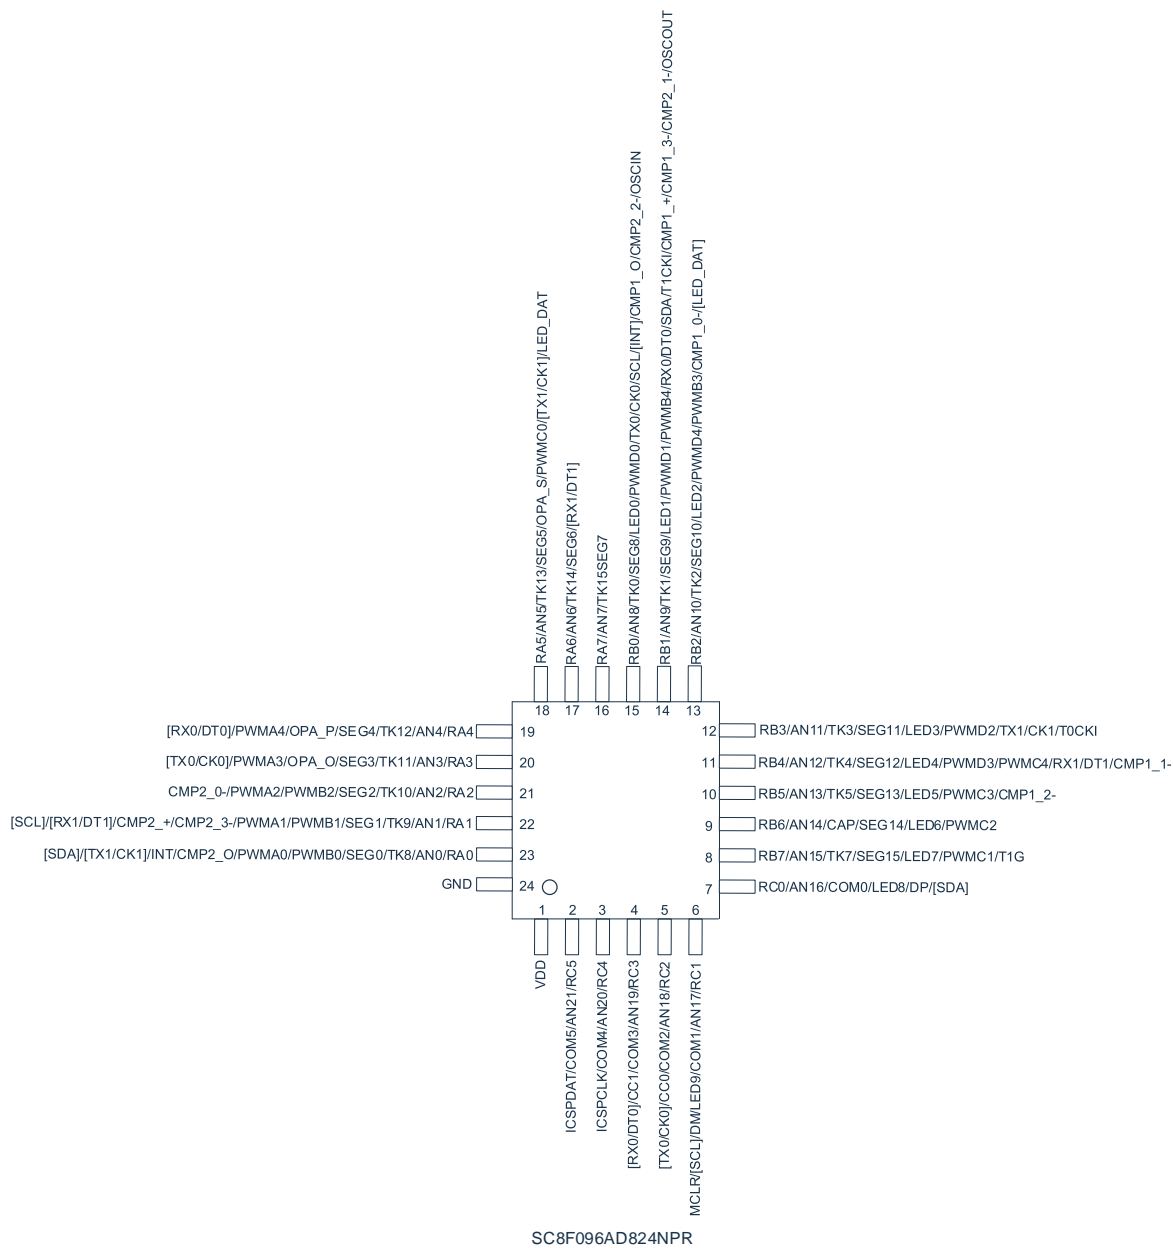 RA5/AN5/TK13/SEG5/OPA_S/PWMC0/[TX1/CK1]/LED_DAT
RA6/AN6/TK14/SEG6/[RX1/DT1]
RA7/AN7/TK15SEG7
RB0/AN8/TK0/SEG8/LED0/PWMD0/TX0/CK0/SCL/[INT]/CMP1_O/CMP2_2-/OSCIN
RB1/AN9/TK1/SEG9/LED1/PWMD1/PWMB4/RX0/DT0/SDA/T1CKI/CMP1_+/CMP1_3-/CMP2_1-/OSCOUT
RB2/AN10/TK2/SEG10/LED2/PWMD4/PWMB3/CMP1_0-/[LED_DAT]
18
17
16
15
14
13
[RX0/DT0]/PWMA4/OPA_P/SEG4/TK12/AN4/RA4
19
[TX0/CK0]/PWMA3/OPA_O/SEG3/TK11/AN3/RA3
20
CMP2_0-/PWMA2/PWMB2/SEG2/TK10/AN2/RA2
21
[SCL]/[RX1/DT1]/CMP2_+/CMP2_3-/PWMA1/PWMB1/SEG1/TK9/AN1/RA1
22
[SDA]/[TX1/CK1]/INT/CMP2_O/PWMA0/PWMB0/SEG0/TK8/AN0/RA0
23
GND
24
12
RB3/AN11/TK3/SEG11/LED3/PWMD2/TX1/CK1/T0CKI
11
RB4/AN12/TK4/SEG12/LED4/PWMD3/PWMC4/RX1/DT1/CMP1_1-
10
RB5/AN13/TK5/SEG13/LED5/PWMC3/CMP1_2-
9
RB6/AN14/CAP/SEG14/LED6/PWMC2
8
RB7/AN15/TK7/SEG15/LED7/PWMC1/T1G
7
RC0/AN16/COM0/LED8/DP/[SDA]
1
2
3
4
5
6
VDD
ICSPDAT/COM5/AN21/RC5
ICSPCLK/COM4/AN20/RC4
[RX0/DT0]/CC1/COM3/AN19/RC3
[TX0/CK0]/CC0/COM2/AN18/RC2
MCLR/[SCL]/DM/LED9/COM1/AN17/RC1
SC8F096AD824NPR